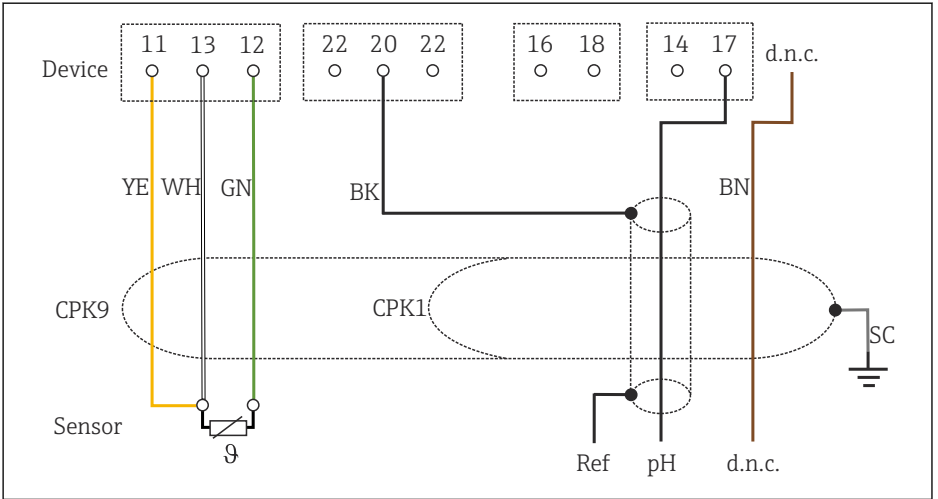 11 13 12 22 20 22 16 18 14 17 d.n.c.
Device
YE WH GN BK BN
CPK9 CPK1
SC
Sensor
ϑ Ref pH d.n.c.